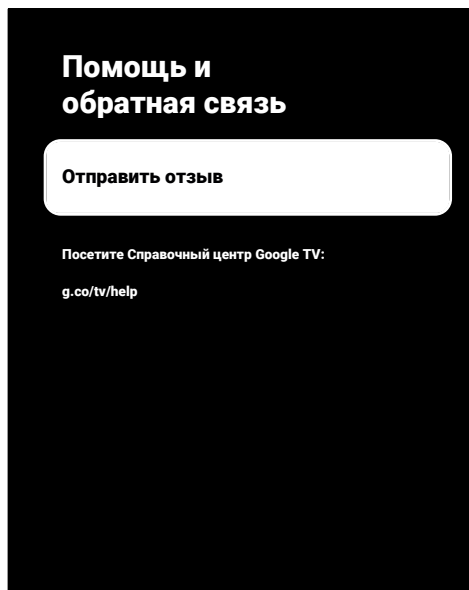 Помощь и
обратная связь
Отправить отзыв
Посетите Справочный центр Google TV:
g.co/tv/help